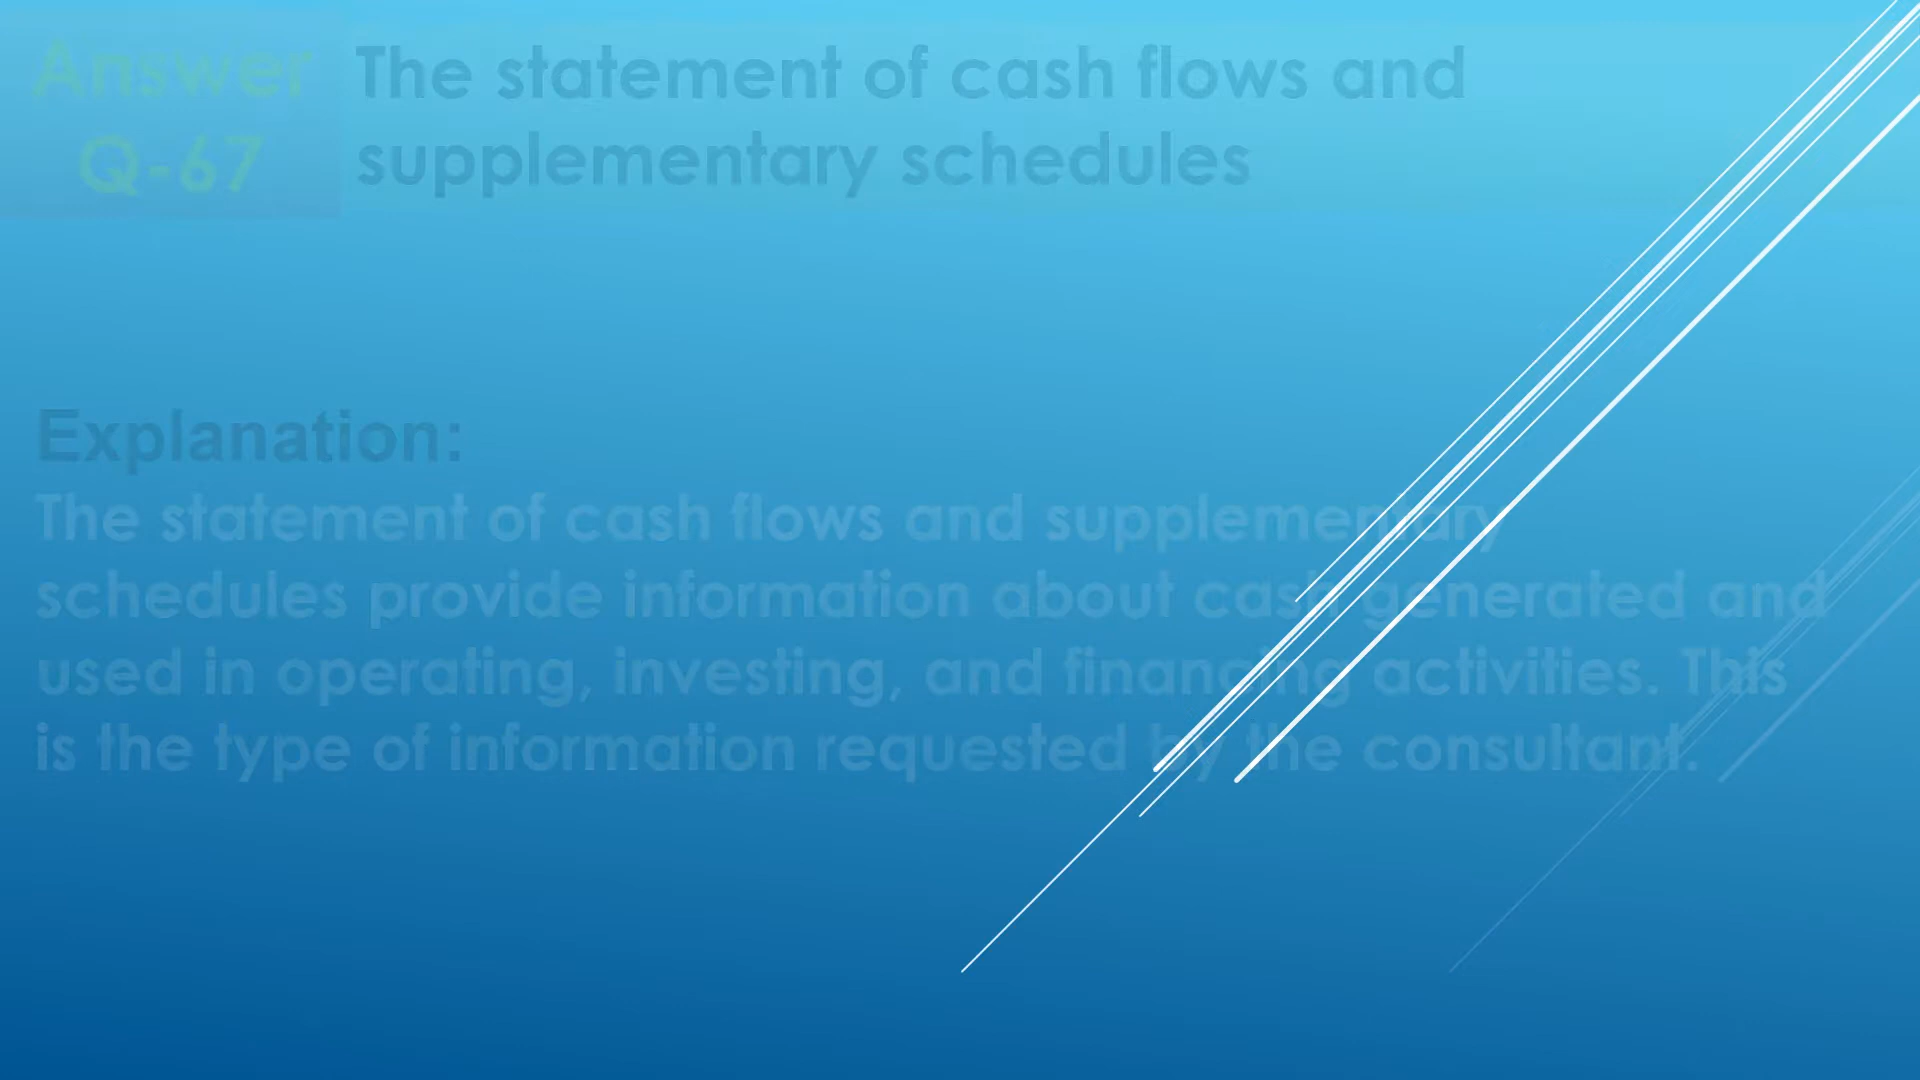 Answer
Q-67
The statement of cash flows and
supplementary schedules
Explanation:
The statement of cash flows and supplementary
schedules provide information about cash generated and
used in operating, investing, and financing activities. This
is the type of information requested by the consultant.